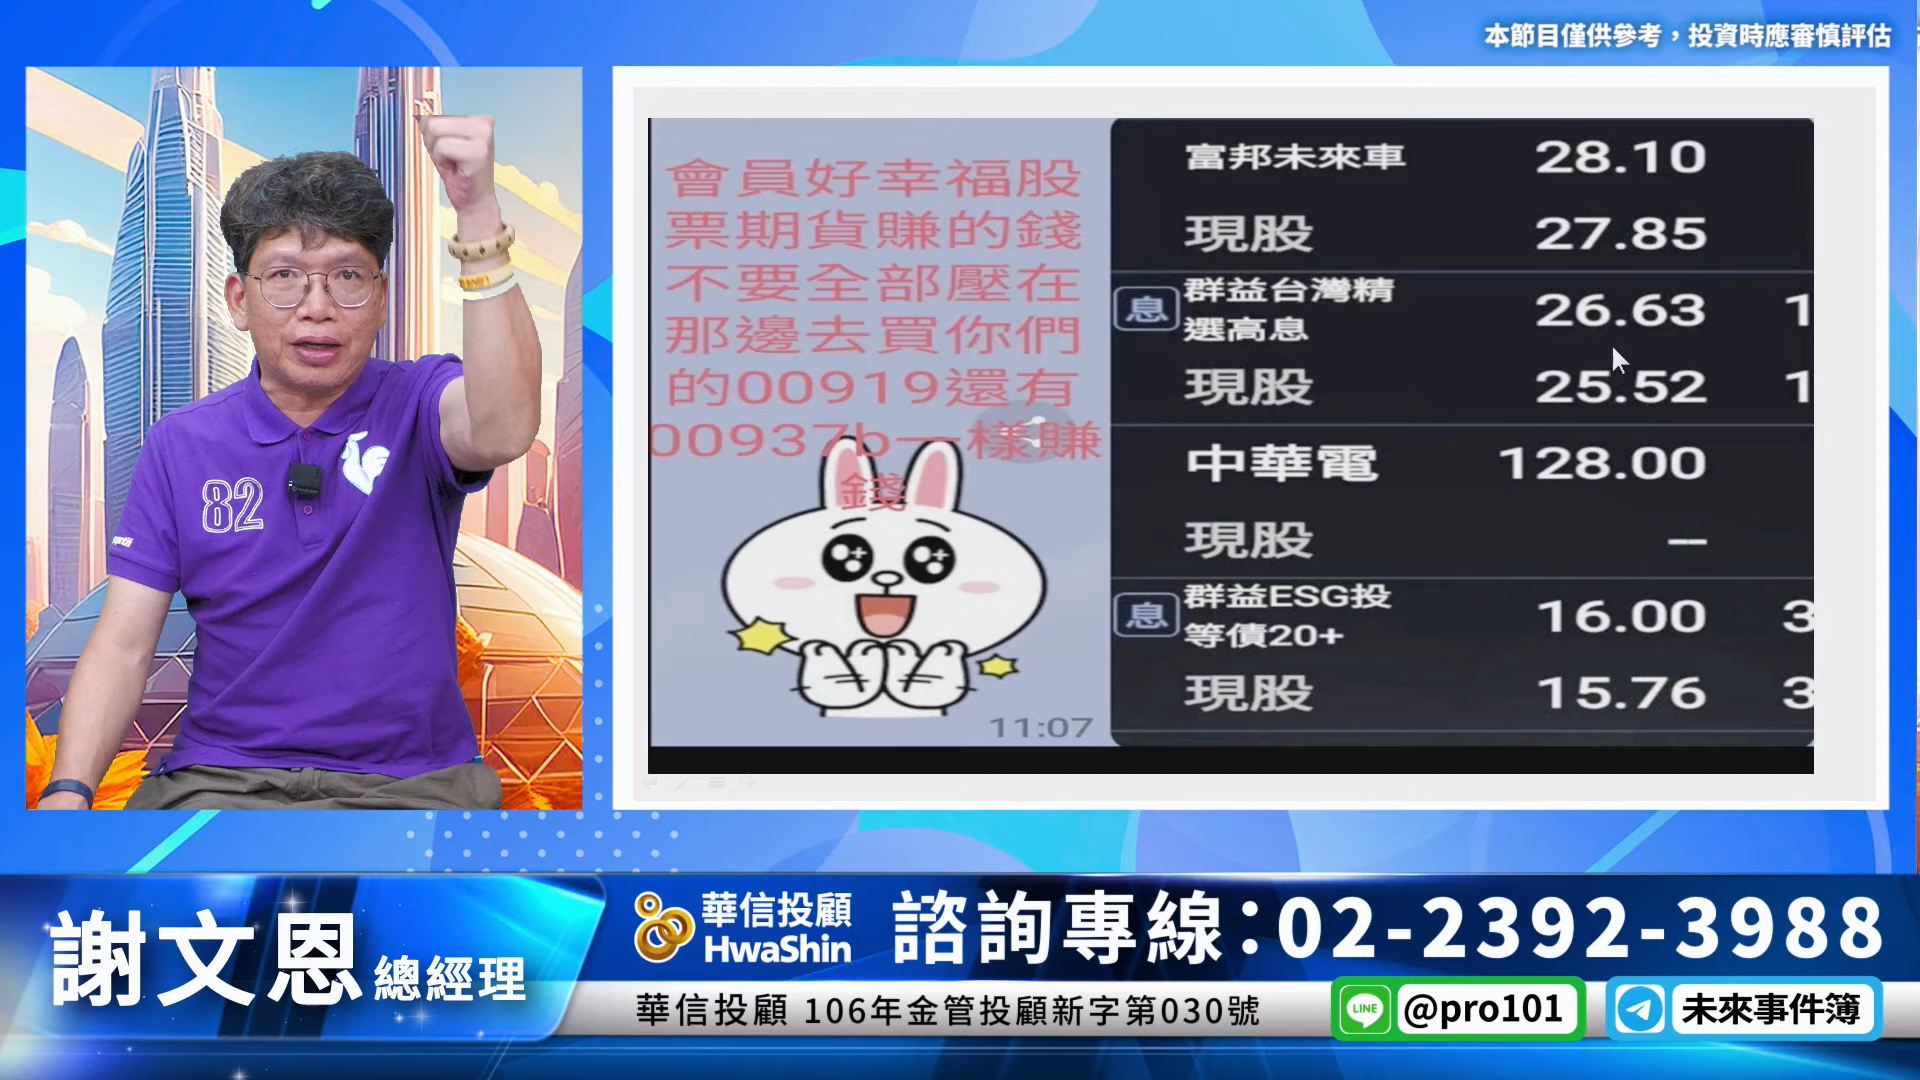 本節目僅供參考，投資時應審慎評估
會員好幸福股
票期貨賺的錢
不要全部壓在
那邊去買你們
的00919還有
00937b一樣賺
錢
11:07
富邦未來車 28.10
現股 27.85
息 群益台灣精選高息 26.63 1
現股 25.52 1
中華電 128.00
現股 --
息 群益ESG投等債20+ 16.00 3
現股 15.76 3
82
謝文恩 總經理
華信投顧
HwaShin
諮詢專線：02-2392-3988
華信投顧 106年金管投顧新字第030號
LINE @pro101
未來事件簿